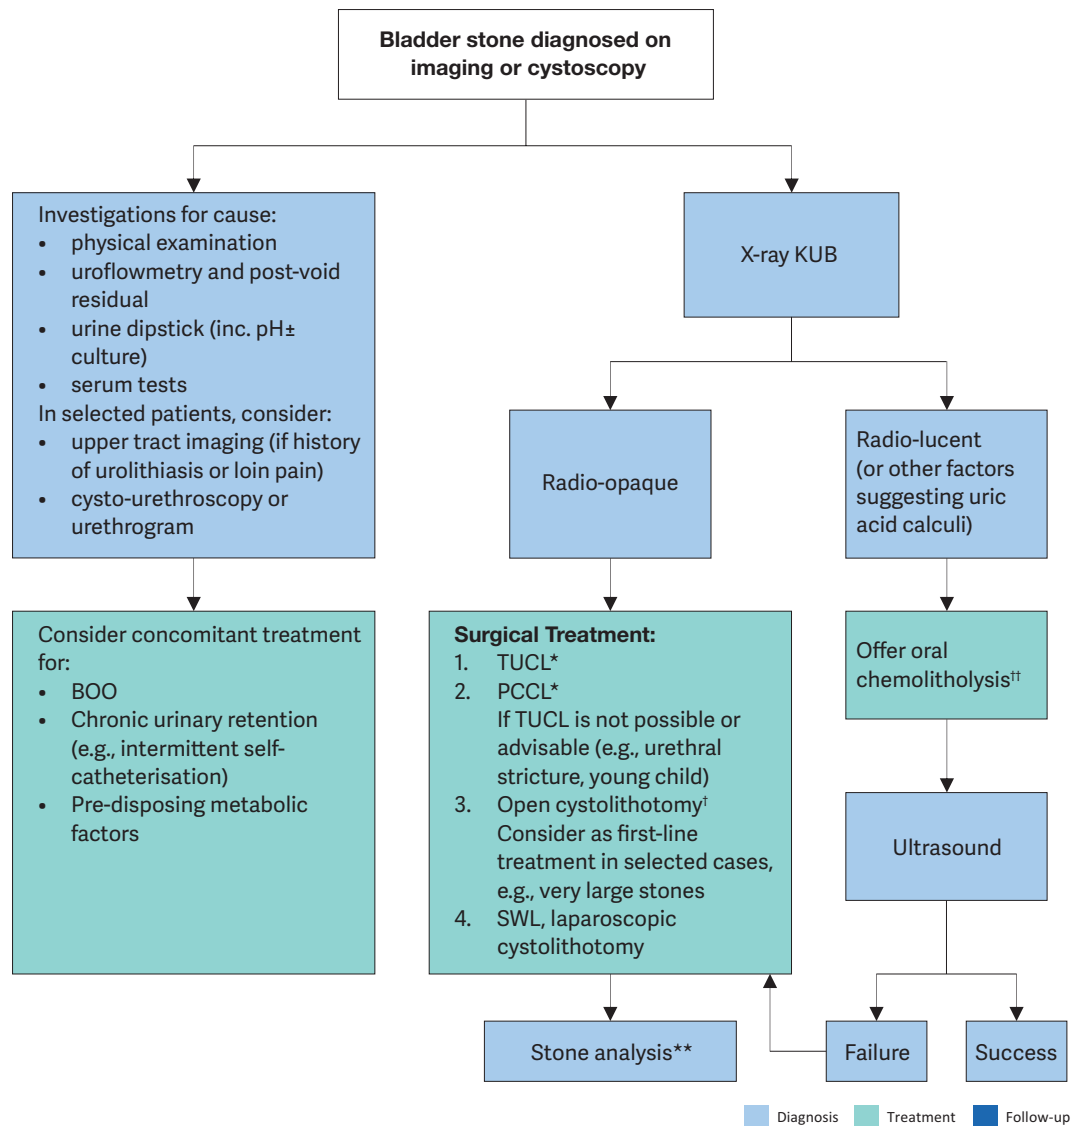 Bladder stone diagnosed on
imaging or cystoscopy
Investigations for cause:
• physical examination
• uroflowmetry and post-void
residual
• urine dipstick (inc. pH±
culture)
• serum tests
In selected patients, consider:
• upper tract imaging (if history
of urolithiasis or loin pain)
• cysto-urethroscopy or
urethrogram
X-ray KUB
Radio-opaque
Radio-lucent
(or other factors
suggesting uric
acid calculi)
Consider concomitant treatment
for:
• BOO
• Chronic urinary retention
(e.g., intermittent self-
catheterisation)
• Pre-disposing metabolic
factors
Surgical Treatment:
1. TUCL*
2. PCCL*
If TUCL is not possible or
advisable (e.g., urethral
stricture, young child)
3. Open cystolithotomy†
Consider as first-line
treatment in selected cases,
e.g., very large stones
4. SWL, laparoscopic
cystolithotomy
Offer oral
chemolitholysis††
Ultrasound
Stone analysis**
Failure
Success
Diagnosis
Treatment
Follow-up